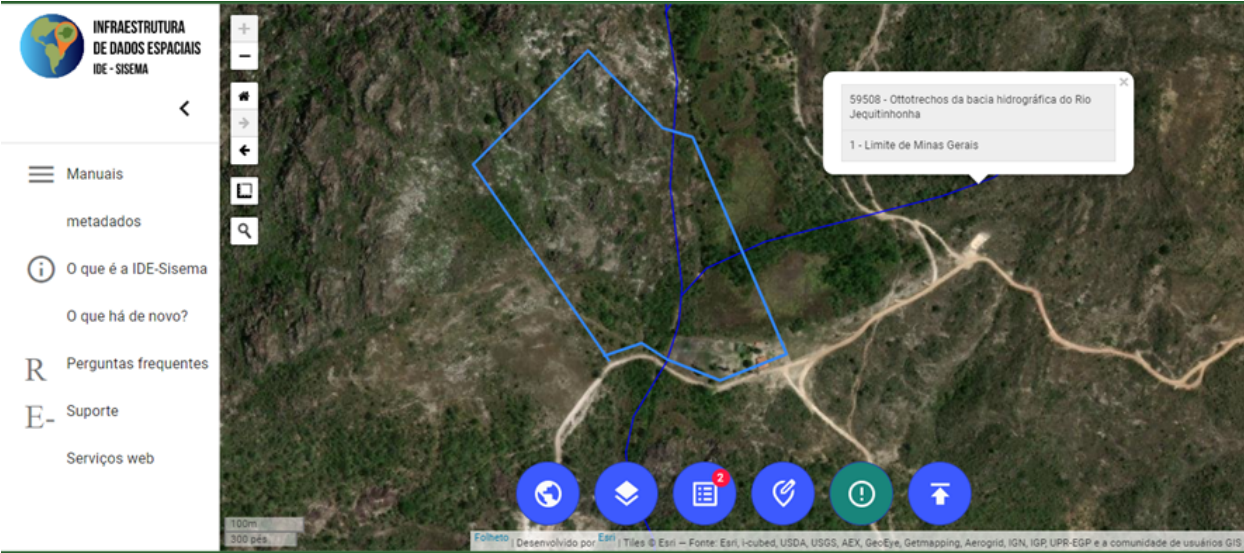 INFRAESTRUTURA
DE DADOS ESPACIAIS
IDE - SISEMA
Manuais
metadados
O que é a IDE-Sisema
O que há de novo?
R Perguntas frequentes
E- Suporte
Serviços web
59508 - Ottotrechos da bacia hidrográfica do Rio
Jequitinhonha
1 - Limite de Minas Gerais
2
100m
300 pés
Folheto | Desenvolvido por Esri | Tiles © Esri — Fonte: Esri, i-cubed, USDA, USGS, AEX, GeoEye, Getmapping, Aerogrid, IGN, IGP, UPR-EGP e a comunidade de usuários GIS